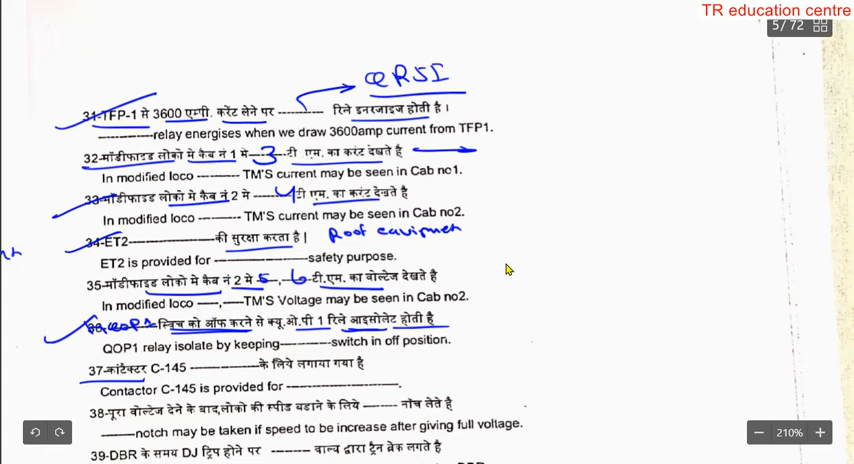 TR education centre
5 / 72
QRSI
31-TFP-1 से 3600 एम्पी. करेंट लेने पर ---------- रिले इनरजाइज होती है।
------------relay energises when we draw 3600amp current from TFP1.
32-मॉडीफाइड लोको मे कैब नं 1 मे --3--टी एम. का करंट देखते है
In modified loco --------- TM'S current may be seen in Cab no1.
33-मॉडीफाइड लोको मे कैब नं 2 मे ----- 4 टी एम. का करंट देखते है
In modified loco --------- TM'S current may be seen in Cab no2.
34-ET2------------------की सुरक्षा करता है| Roof equipmen
ET2 is provided for --------------------safety purpose.
35-मॉडीफाइड लोको मे कैब नं 2 मे 5-,-6-टी.एम. का वोल्टेज देखते है
In modified loco -----,----TM'S Voltage may be seen in Cab no2.
स्विच को ऑफ करने से क्यू.ओ.पी 1 रिले आइसोलेट होती है
QOP1 relay isolate by keeping------------switch in off position.
37-कांटैक्टर C-145 ---------------के लिये लगाया गया है
Contactor C-145 is provided for ------------------------.
38-पूरा वोल्टेज देने के बाद,लोको की स्पीड बडाने के लिये -------- नॉच लेते है
-------notch may be taken if speed to be increase after giving full voltage.
39-DBR के समय DJ ट्रिप होने पर -------- वाल्व द्वारा ट्रैन ब्रेक लगते है
210%